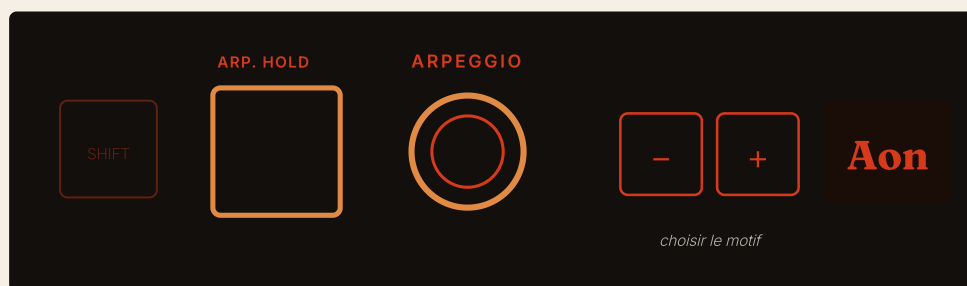 ARP. HOLD
ARPEGGIO
SHIFT
−
+
Aon
choisir le motif